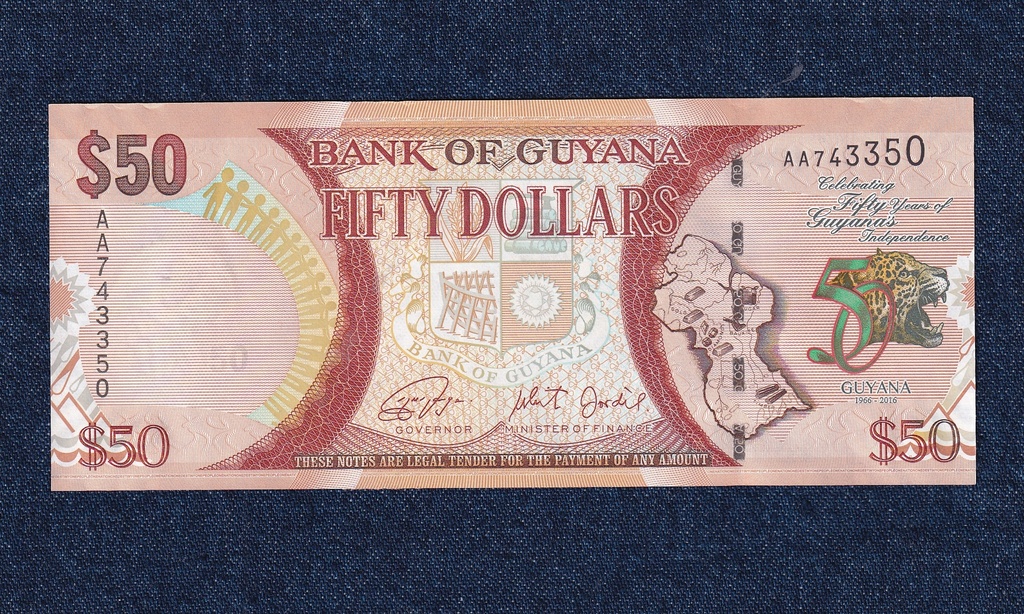 $50
BANK OF GUYANA
FIFTY DOLLARS
AA743350
Celebrating
Fifty Years of
Guyana's
Independence
AA743350
50
BANK OF GUYANA
GUYANA
1966 - 2016
GOVERNOR
MINISTER OF FINANCE
$50
$50
THESE NOTES ARE LEGAL TENDER FOR THE PAYMENT OF ANY AMOUNT